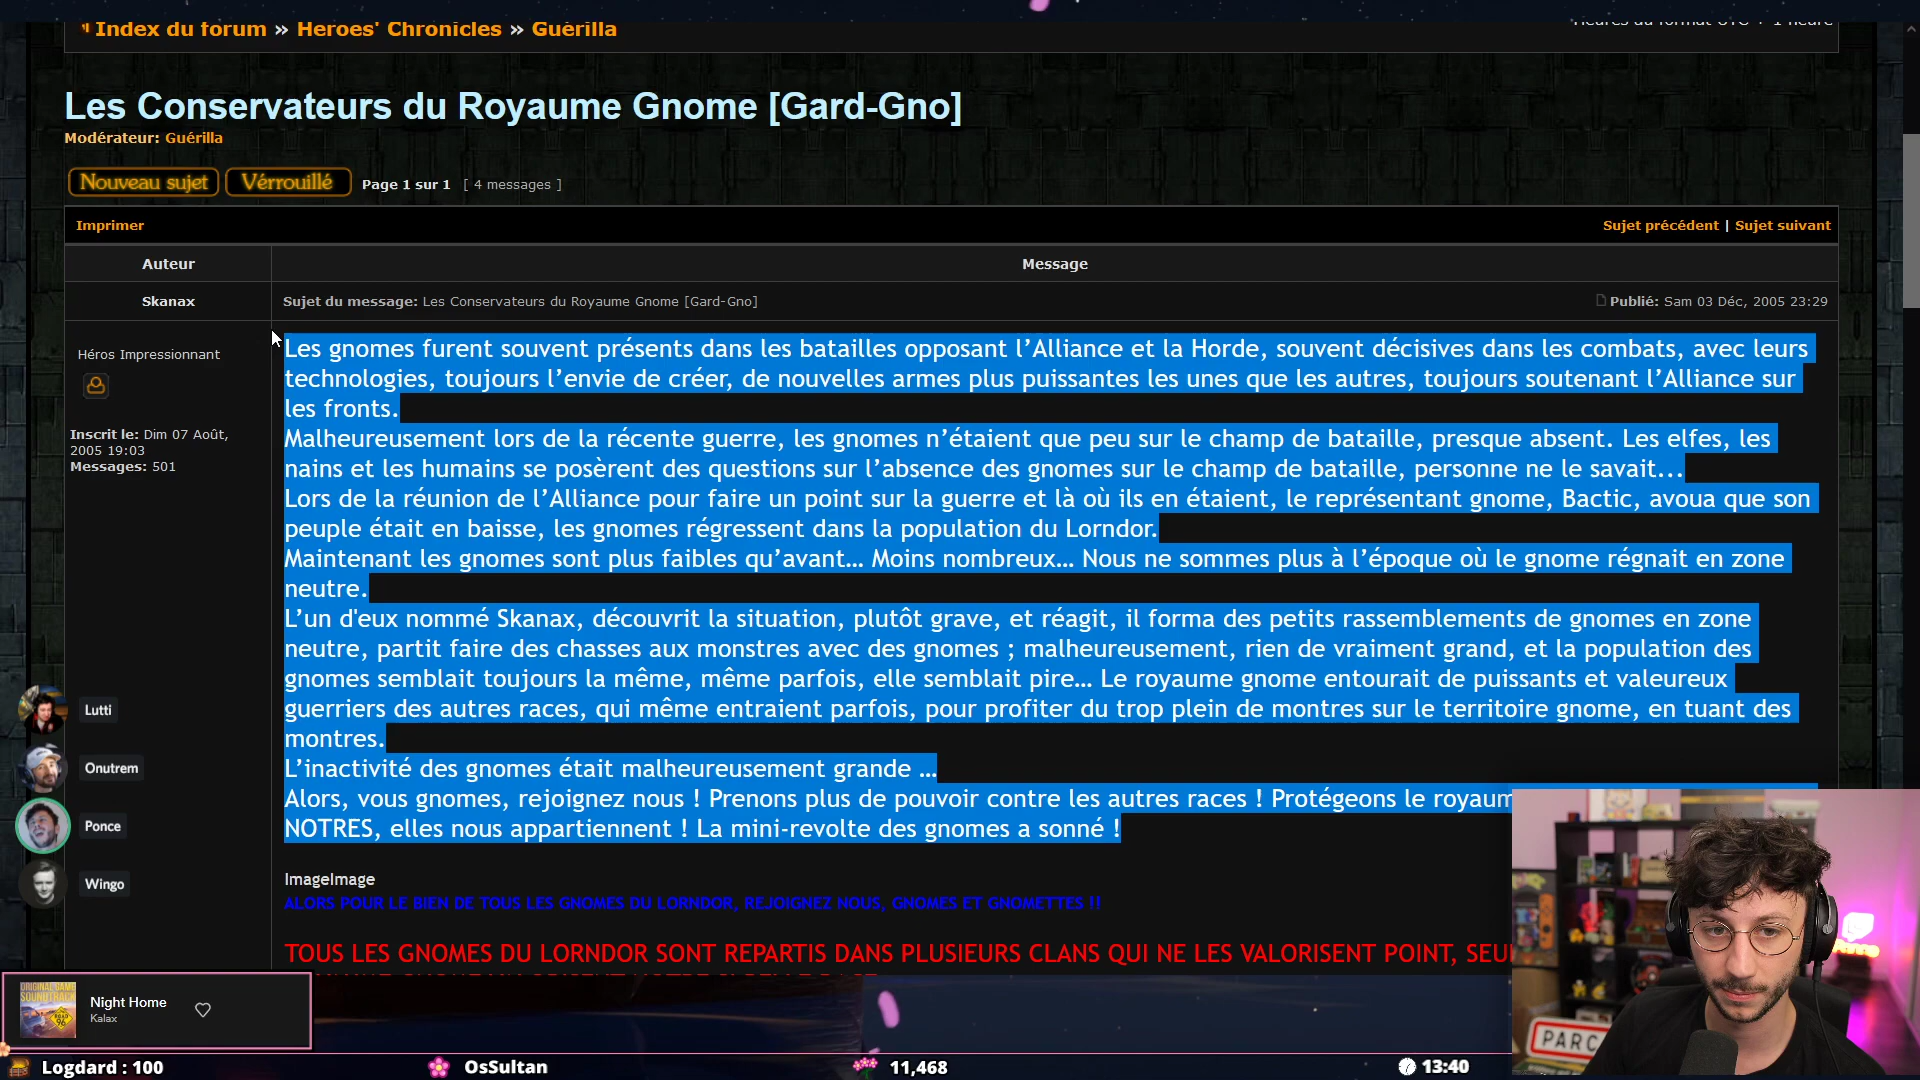 Index du forum » Heroes' Chronicles » Guérilla
Heures au format UTC + 1 heure
Les Conservateurs du Royaume Gnome [Gard-Gno]
Modérateur: Guérilla
Nouveau sujet Vérrouillé Page 1 sur 1 [ 4 messages ]
Imprimer Sujet précédent | Sujet suivant
Auteur Message
Skanax Sujet du message: Les Conservateurs du Royaume Gnome [Gard-Gno] Publié: Sam 03 Déc, 2005 23:29
Héros Impressionnant
Inscrit le: Dim 07 Août,
2005 19:03
Messages: 501
Les gnomes furent souvent présents dans les batailles opposant l’Alliance et la Horde, souvent décisives dans les combats, avec leurs
technologies, toujours l’envie de créer, de nouvelles armes plus puissantes les unes que les autres, toujours soutenant l’Alliance sur
les fronts.
Malheureusement lors de la récente guerre, les gnomes n’étaient que peu sur le champ de bataille, presque absent. Les elfes, les
nains et les humains se posèrent des questions sur l’absence des gnomes sur le champ de bataille, personne ne le savait...
Lors de la réunion de l’Alliance pour faire un point sur la guerre et là où ils en étaient, le représentant gnome, Bactic, avoua que son
peuple était en baisse, les gnomes régressent dans la population du Lorndor.
Maintenant les gnomes sont plus faibles qu’avant… Moins nombreux… Nous ne sommes plus à l’époque où le gnome régnait en zone
neutre.
L’un d'eux nommé Skanax, découvrit la situation, plutôt grave, et réagit, il forma des petits rassemblements de gnomes en zone
neutre, partit faire des chasses aux monstres avec des gnomes ; malheureusement, rien de vraiment grand, et la population des
gnomes semblait toujours la même, même parfois, elle semblait pire… Le royaume gnome entourait de puissants et valeureux
guerriers des autres races, qui même entraient parfois, pour profiter du trop plein de montres sur le territoire gnome, en tuant des
montres.
L’inactivité des gnomes était malheureusement grande …
Alors, vous gnomes, rejoignez nous ! Prenons plus de pouvoir contre les autres races ! Protégeons le royaum
NOTRES, elles nous appartiennent ! La mini-revolte des gnomes a sonné !
ImageImage
ALORS POUR LE BIEN DE TOUS LES GNOMES DU LORNDOR, REJOIGNEZ NOUS, GNOMES ET GNOMETTES !!
TOUS LES GNOMES DU LORNDOR SONT REPARTIS DANS PLUSIEURS CLANS QUI NE LES VALORISENT POINT, SEU
Lutti
Onutrem
Ponce
Wingo
ORIGINAL GAME
SOUNDTRACK
ROAD
96
Night Home
Kalax
PARC
Logdard : 100 OsSultan 11,468 13:40